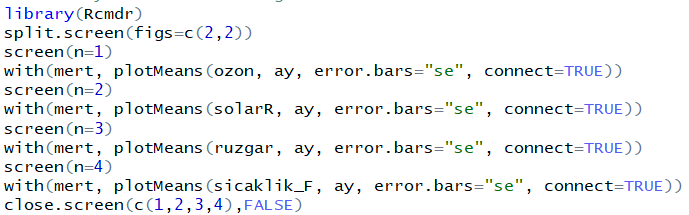 library(Rcmdr)
split.screen(figs=c(2,2))
screen(n=1)
with(mert, plotMeans(ozon, ay, error.bars="se", connect=TRUE))
screen(n=2)
with(mert, plotMeans(solarR, ay, error.bars="se", connect=TRUE))
screen(n=3)
with(mert, plotMeans(ruzgar, ay, error.bars="se", connect=TRUE))
screen(n=4)
with(mert, plotMeans(sicaklik_F, ay, error.bars="se", connect=TRUE))
close.screen(c(1,2,3,4),FALSE)